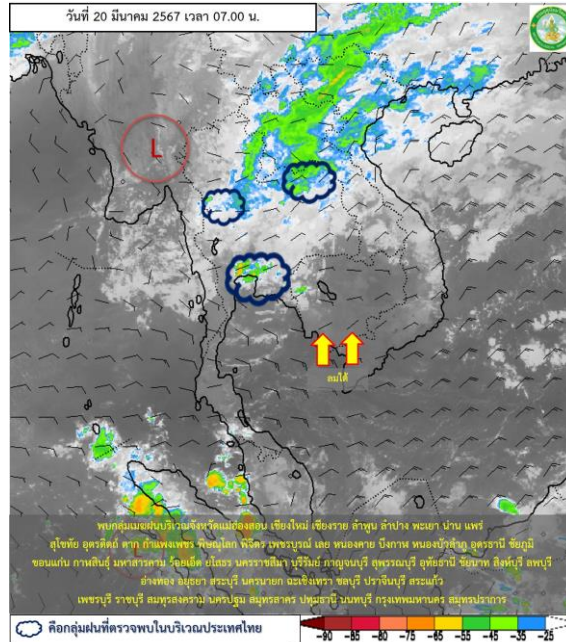 วันที่ 20 มีนาคม 2567 เวลา 07.00 น.
L
ลมใต้
พบกลุ่มเมฆฝนบริเวณจังหวัดแม่ฮ่องสอน เชียงใหม่ เชียงราย ลำพูน ลำปาง พะเยา น่าน แพร่
สุโขทัย อุตรดิตถ์ ตาก กำแพงเพชร พิษณุโลก พิจิตร เพชรบูรณ์ เลย หนองคาย บึงกาฬ หนองบัวลำภู อุดรธานี ชัยภูมิ
ขอนแก่น กาฬสินธุ์ มหาสารคาม ร้อยเอ็ด ยโสธร นครราชสีมา บุรีรัมย์ กาญจนบุรี สุพรรณบุรี อุทัยธานี ชัยนาท สิงห์บุรี ลพบุรี
อ่างทอง อยุธยา สระบุรี นครนายก ฉะเชิงเทรา ชลบุรี ปราจีนบุรี สระแก้ว
เพชรบุรี ราชบุรี สมุทรสงคราม นครปฐม สมุทรสาคร ปทุมธานี นนทบุรี กรุงเทพมหานคร สมุทรปราการ
คือกลุ่มฝนที่ตรวจพบในบริเวณประเทศไทย
-90 -85 -80 -75 -65 -55 -45 -35 -25